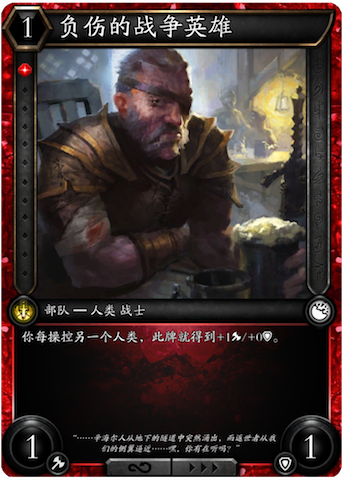 1 负伤的战争英雄
部队 — 人类 战士
你每操控另一个人类，此牌就得到+1/+0。
"……辛海尔人从地下的隧道中突然涌出，而遁世者从我
们的侧翼逼近……嘿，你得在听吗？"
1 1